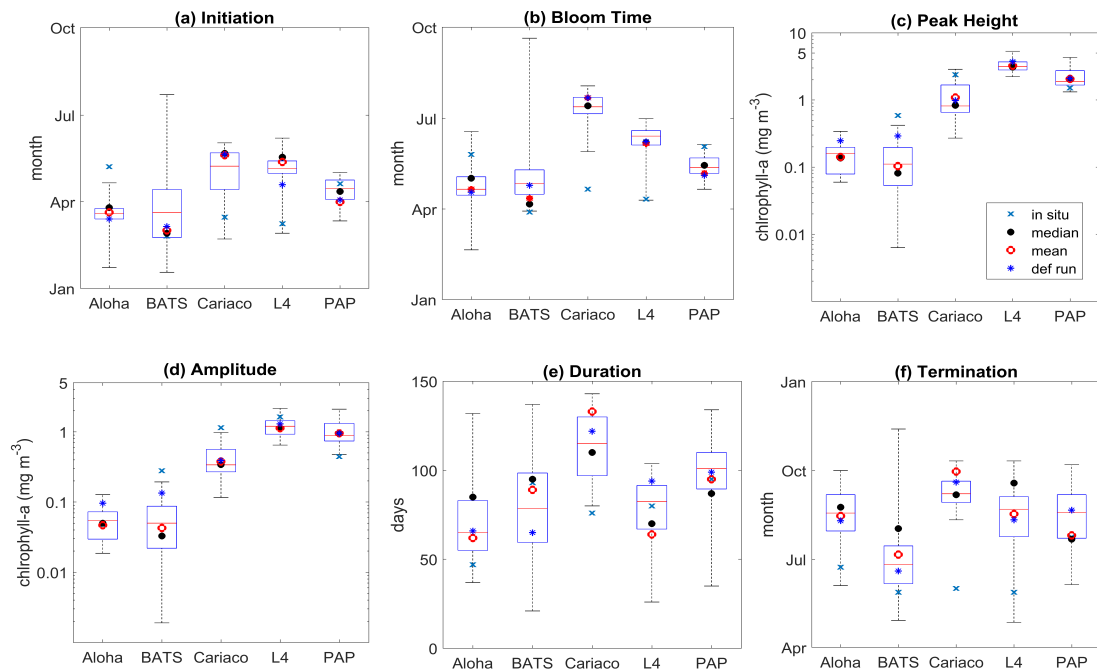 (a) Initiation
Oct
Jul
Apr
Jan
month
Aloha BATS Cariaco L4 PAP
(b) Bloom Time
Oct
Jul
Apr
Jan
month
Aloha BATS Cariaco L4 PAP
(c) Peak Height
10
1
0.1
0.01
chlrophyll-a (mg m-3)
in situ
median
mean
def run
Aloha BATS Cariaco L4 PAP
(d) Amplitude
5
1
0.1
0.01
chlrophyll-a (mg m-3)
Aloha BATS Cariaco L4 PAP
(e) Duration
150
100
50
0
days
Aloha BATS Cariaco L4 PAP
(f) Termination
Jan
Oct
Jul
Apr
month
Aloha BATS Cariaco L4 PAP